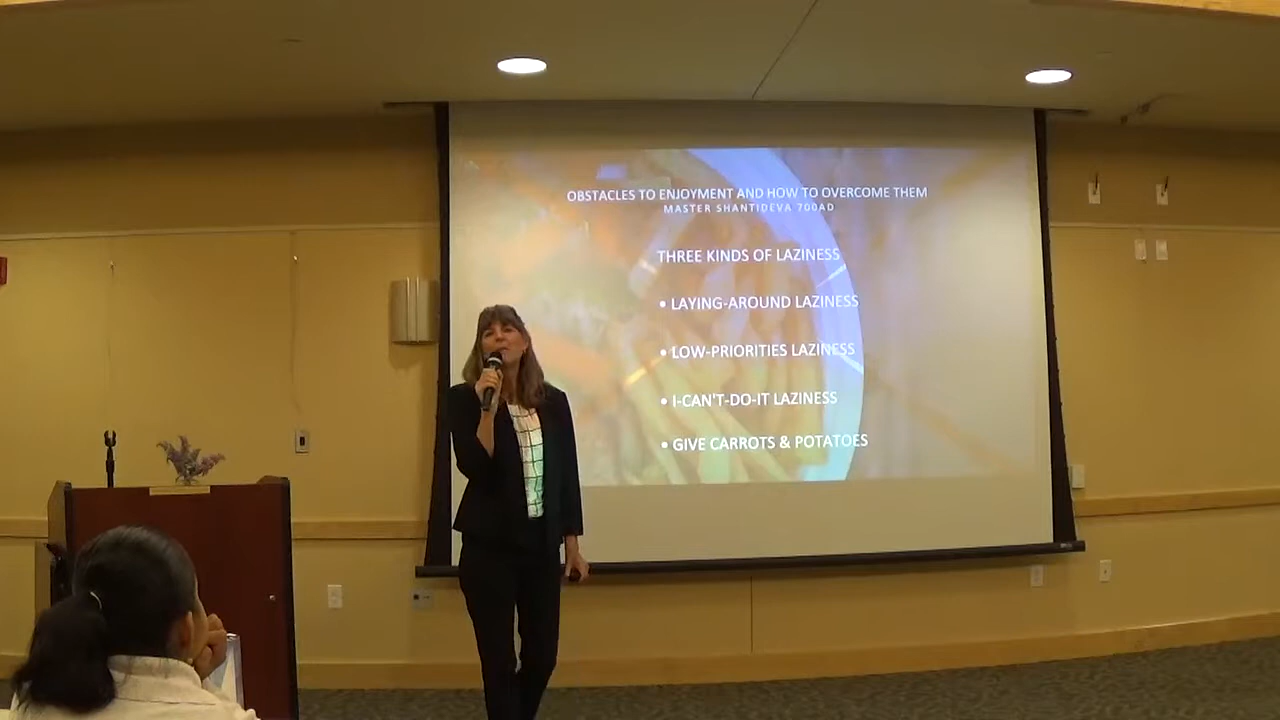 OBSTACLES TO ENJOYMENT AND HOW TO OVERCOME THEM
MASTER SHANTIDEVA 700AD
THREE KINDS OF LAZINESS
• LAYING-AROUND LAZINESS
• LOW-PRIORITIES LAZINESS
• I-CAN'T-DO-IT LAZINESS
• GIVE CARROTS & POTATOES